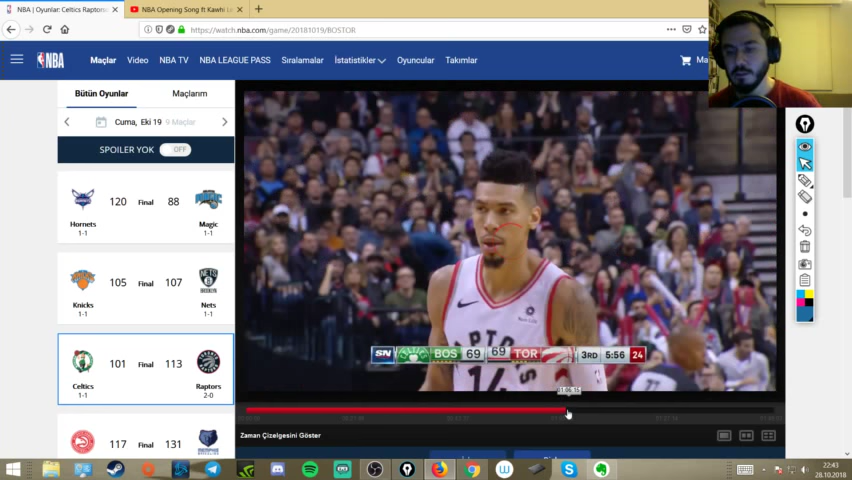 NBA | Oyunlar: Celtics Raptors
NBA Opening Song ft Kawhi Le
https://watch.nba.com/game/20181019/BOSTOR
NBA
Maçlar
Video
NBA TV
NBA LEAGUE PASS
Sıralamalar
İstatistikler
Oyuncular
Takımlar
Ma
Bütün Oyunlar
Maçlarım
Cuma, Eki 19 9 Maçlar
SPOILER YOK
OFF
120 Final 88
Hornets Magic
1-1 1-1
105 Final 107
Knicks Nets
1-1 1-1
101 Final 113
Celtics Raptors
1-1 2-0
117 Final 131
SN BOS 69 69 TOR 3RD 5:56 24
01:06:15
Zaman Çizelgesini Göster
22:43
28.10.2018